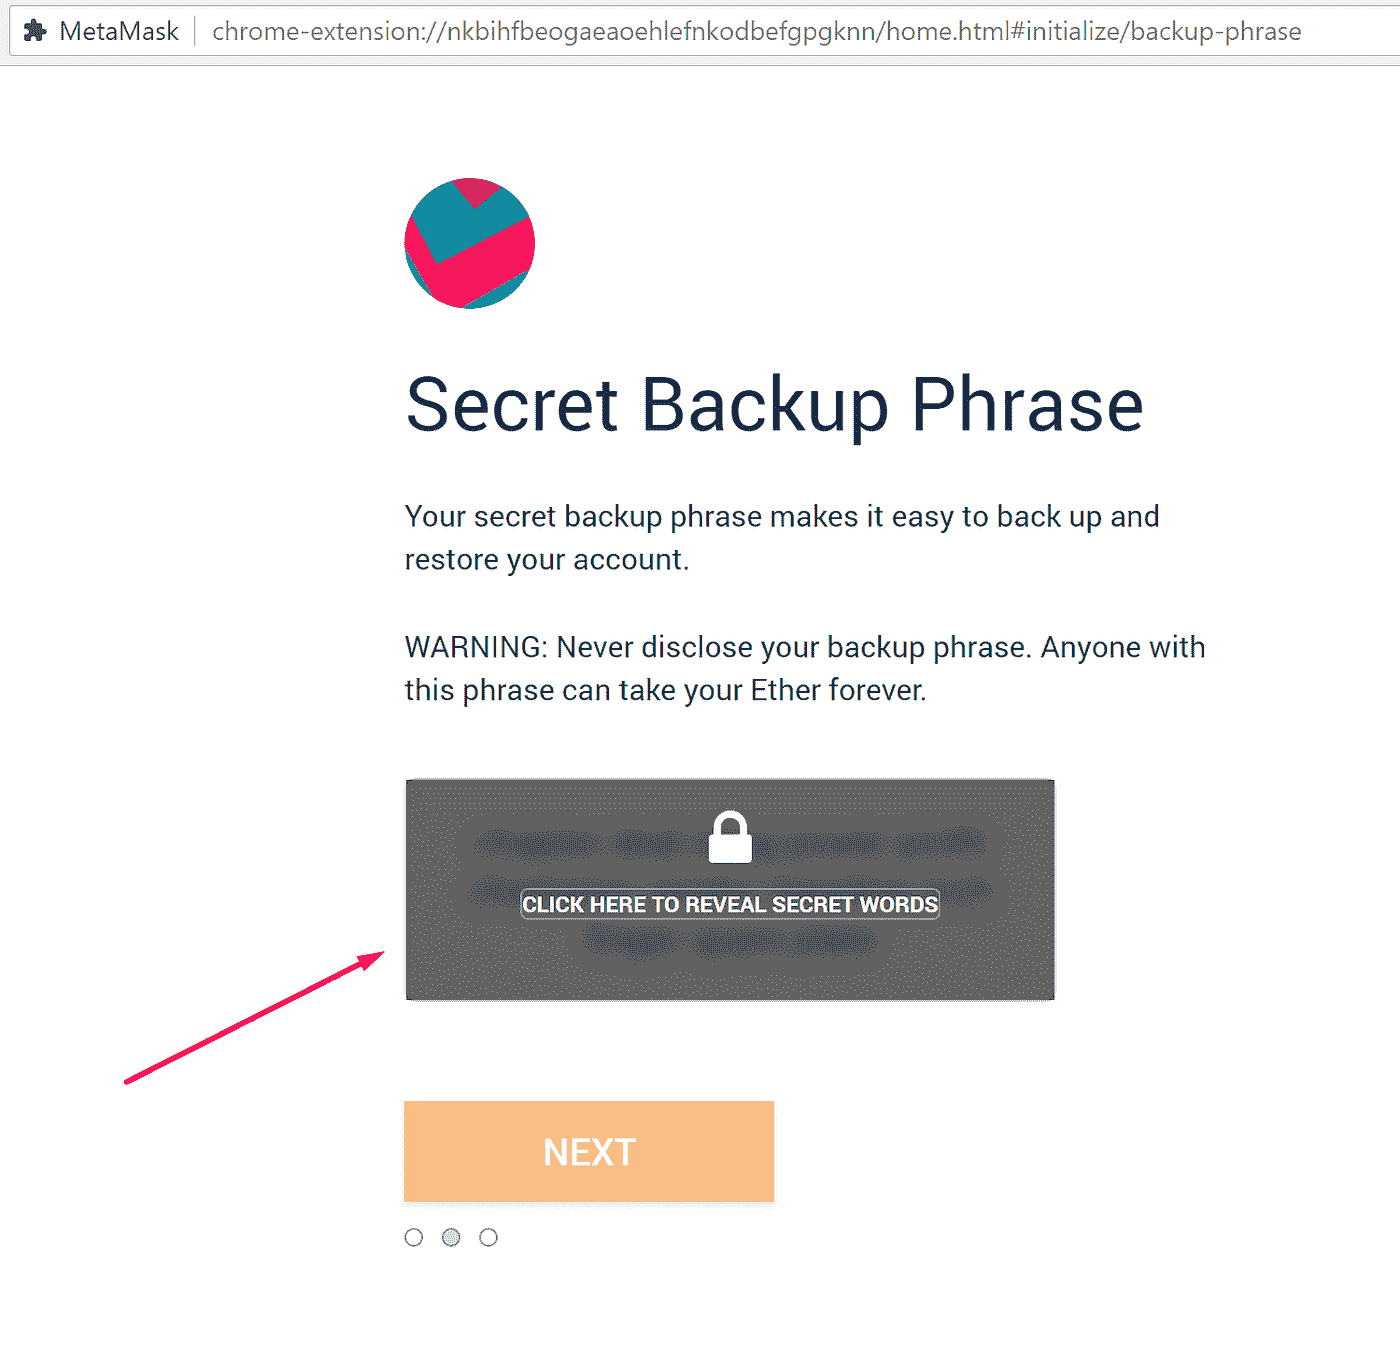 MetaMask chrome-extension://nkbihfbeogaeaoehlefnkodbefgpgknn/home.html#initialize/backup-phrase
Secret Backup Phrase
Your secret backup phrase makes it easy to back up and
restore your account.
WARNING: Never disclose your backup phrase. Anyone with
this phrase can take your Ether forever.
CLICK HERE TO REVEAL SECRET WORDS
NEXT